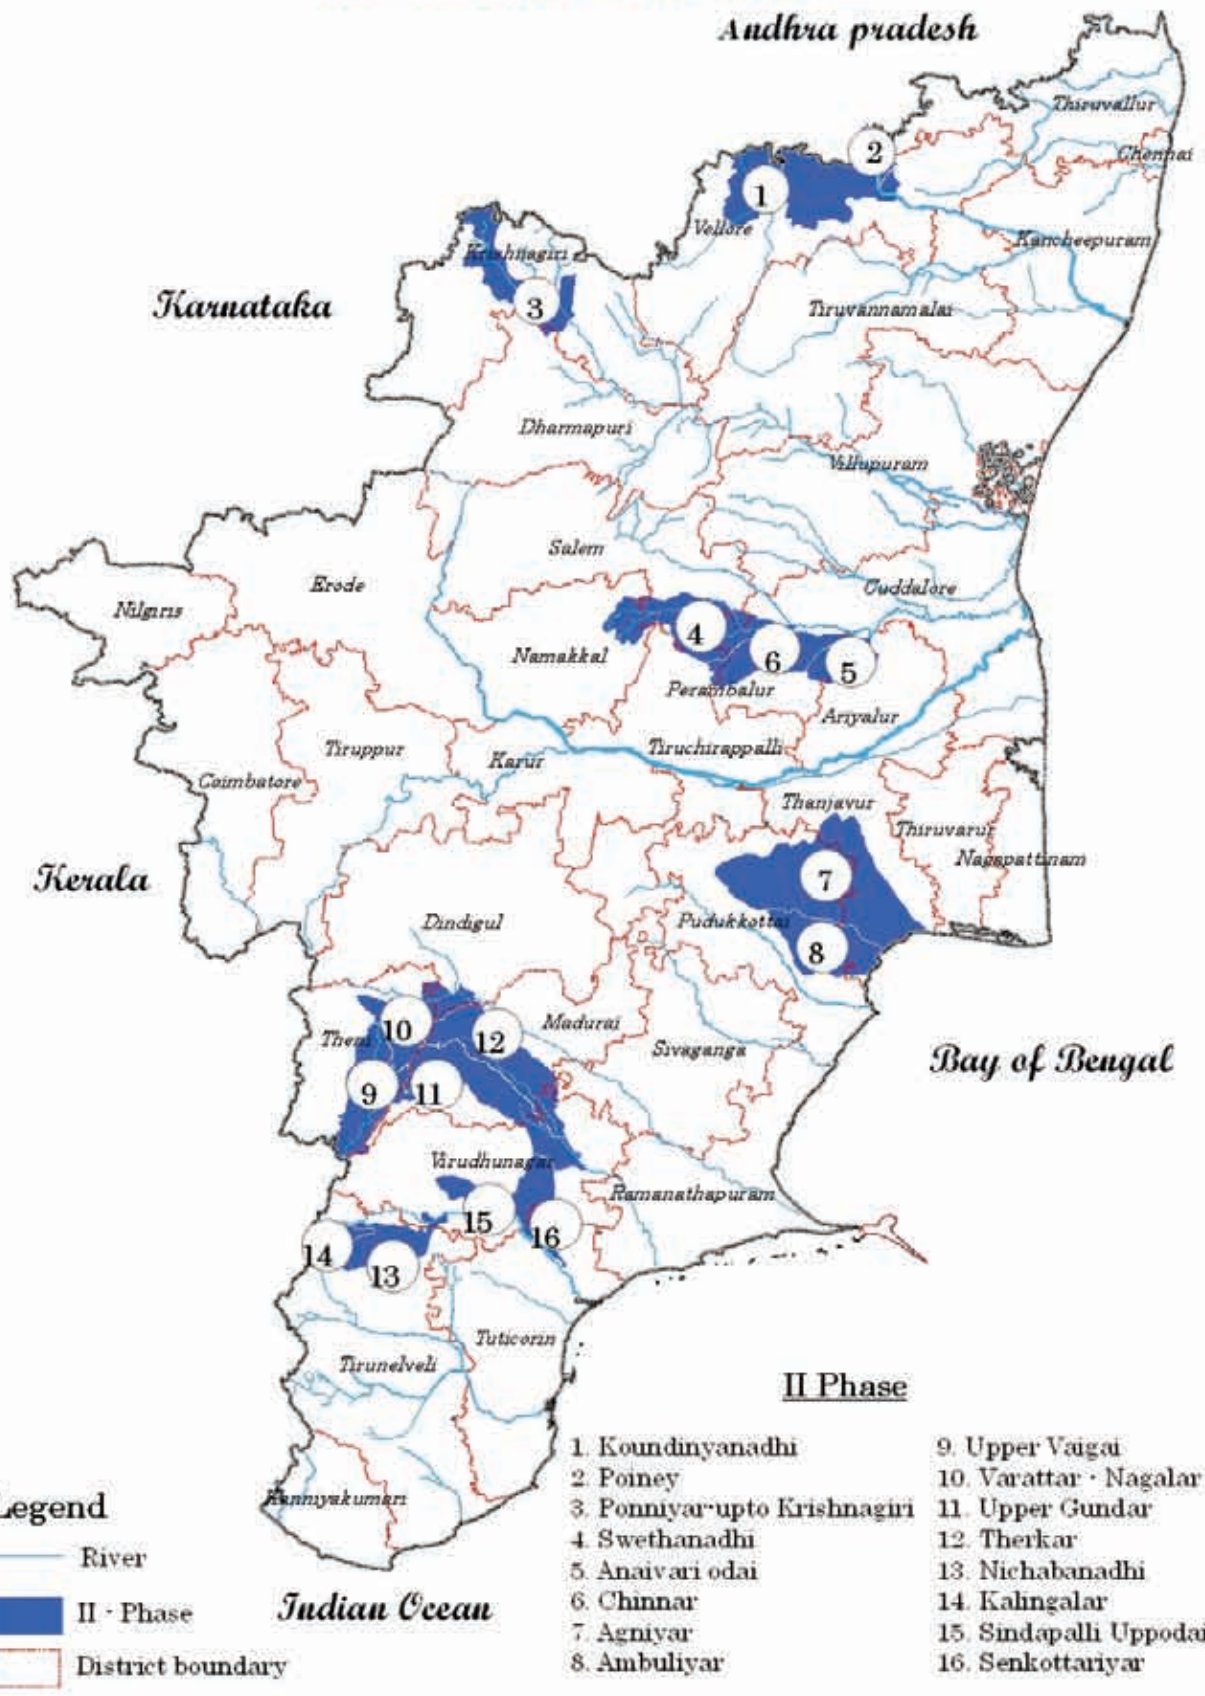 Andhra pradesh
Thiruvallur
2
Chennai
1
Vellore
Kancheepuram
Krishnagiri
Karnataka
3
Tiruvannamalai
Dharmapuri
Villupuram
Salem
Erode
Cuddalore
Nilgiris
4
6
5
Namakkal
Perambalur
Ariyalur
Tiruppur
Karur
Tiruchirappalli
Coimbatore
Thanjavur
Thiruvarur
Nagapattinam
Kerala
7
Dindigul
Pudukkottai
8
10
12
Madurai
Theni
Sivaganga
Bay of Bengal
9
11
Virudhunagar
Ramanathapuram
15
16
14
13
Tuticorin
Tirunelveli
Kanniyakumari
Indian Ocean
Legend
River
II - Phase
District boundary
II Phase
1. Koundinyanadhi
2. Poiney
3. Ponniyar-upto Krishnagiri
4. Swethanadhi
5. Anaivari odai
6. Chinnar
7. Agniyar
8. Ambuliyar
9. Upper Vaigai
10. Varattar - Nagalar
11. Upper Gundar
12. Therkar
13. Nichabanadhi
14. Kalingalar
15. Sindapalli Uppodai
16. Senkottariyar